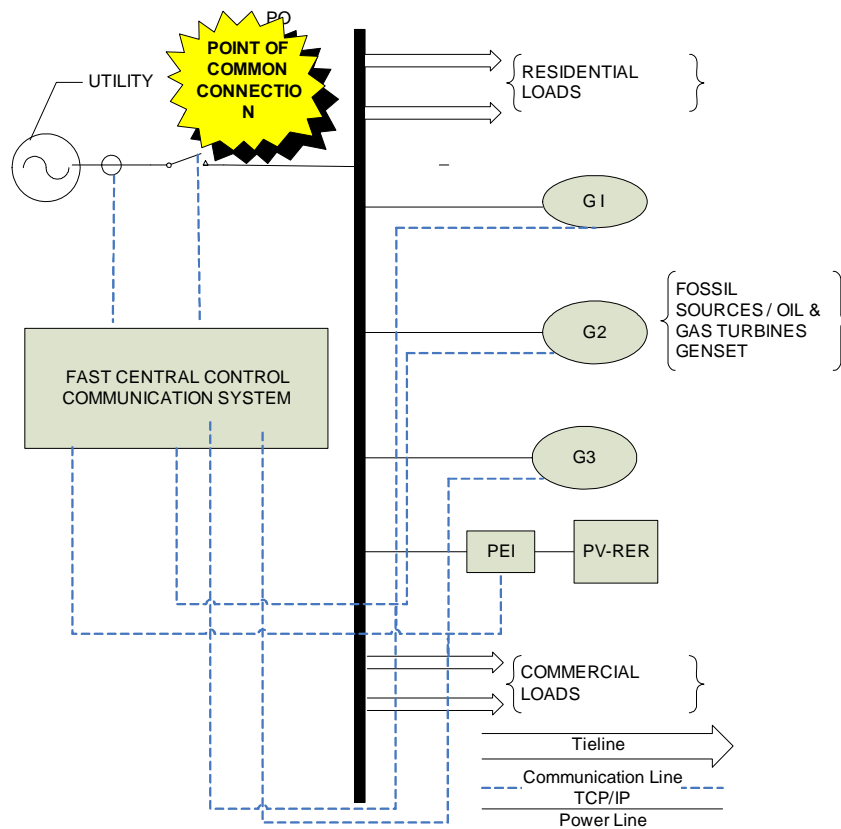 PO
POINT OF
COMMON
CONNECTIO
N
UTILITY
RESIDENTIAL
LOADS
G I
G2
FOSSIL
SOURCES / OIL &
GAS TURBINES
GENSET
FAST CENTRAL CONTROL
COMMUNICATION SYSTEM
G3
PEI
PV-RER
COMMERCIAL
LOADS
Tieline
Communication Line
TCP/IP
Power Line